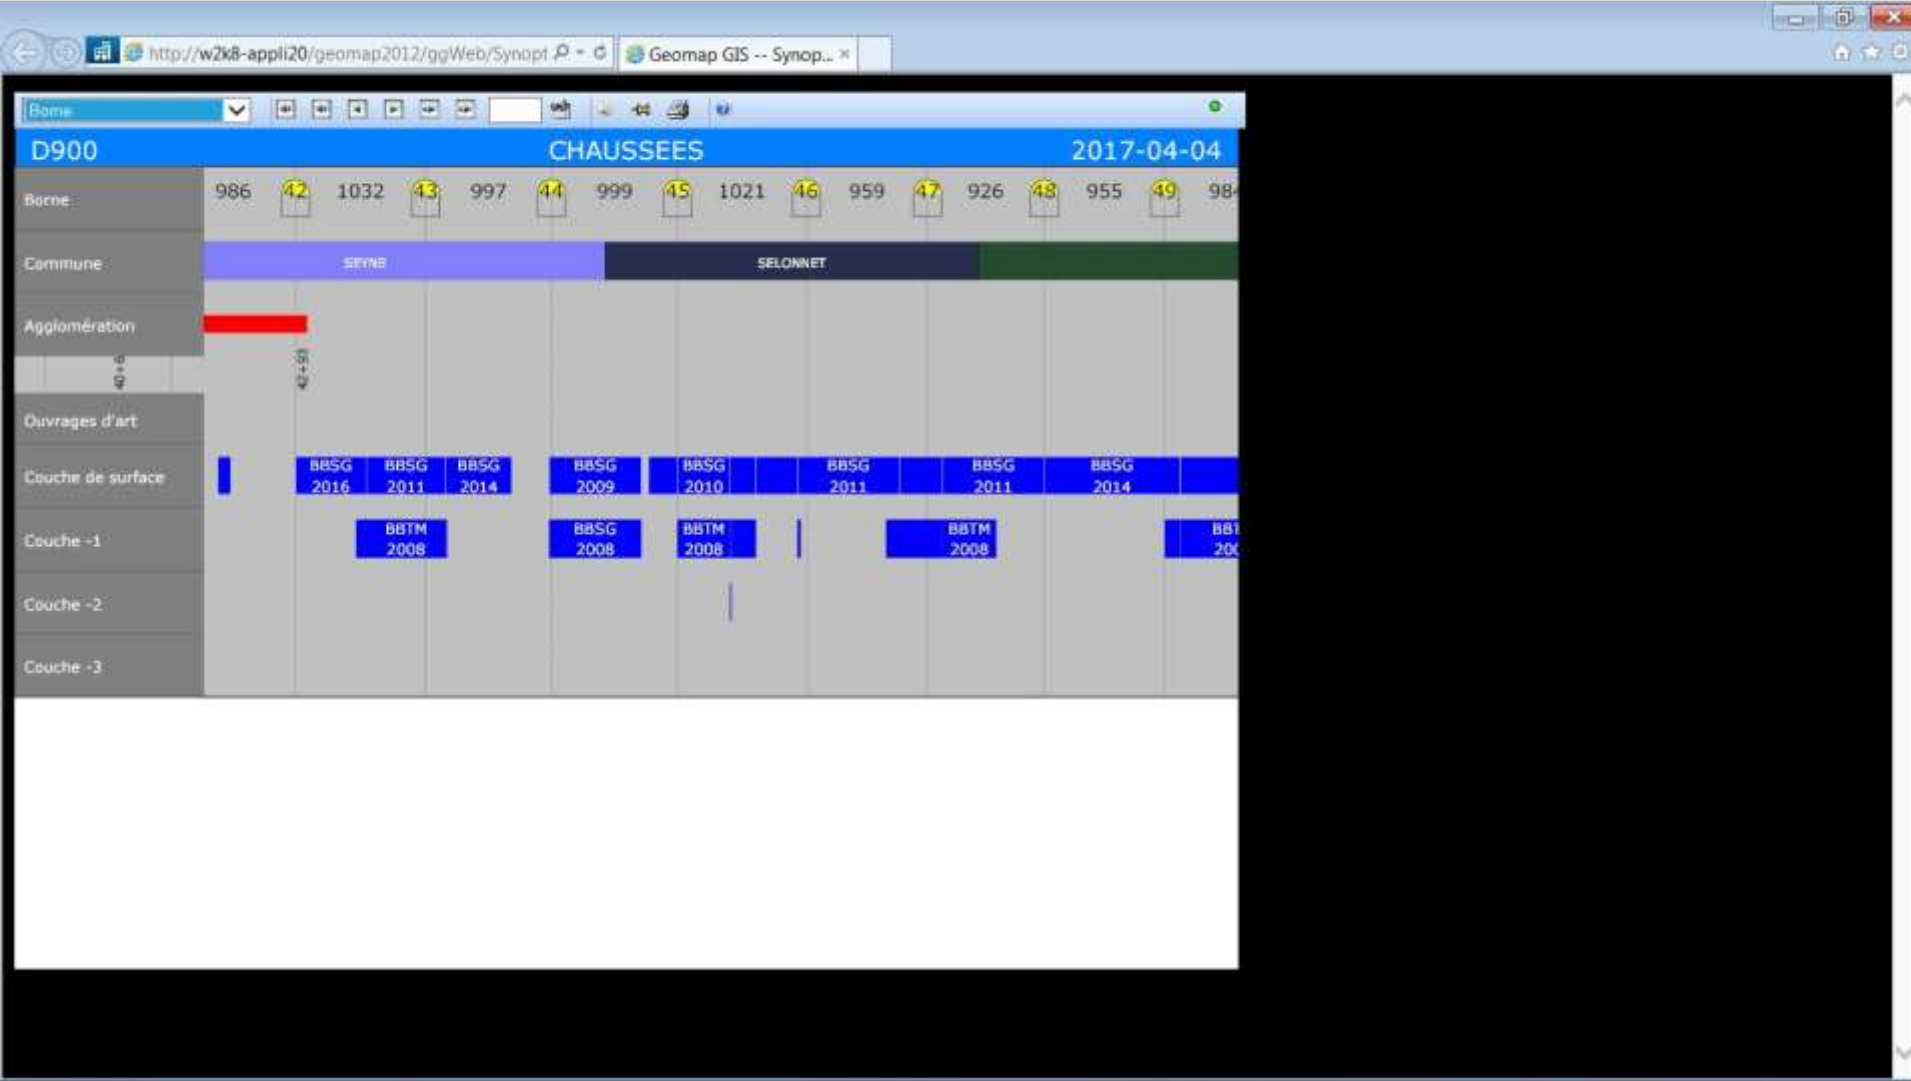 http://w2k8-appli20/geomap2012/ggWeb/Synopt
Geomap GIS -- Synop...
Borne
D900 CHAUSSEES 2017-04-04
Borne 986 42 1032 43 997 44 999 45 1021 46 959 47 926 48 955 49 984
Commune SEYNE SELONNET
Agglomération
42+93
Ouvrages d'art
Couche de surface
BBSG BBSG BBSG BBSG BBSG BBSG BBSG BBSG
2016 2011 2014 2009 2010 2011 2011 2014
Couche -1
BBTM BBSG BBTM BBTM
2008 2008 2008 2008
Couche -2
Couche -3